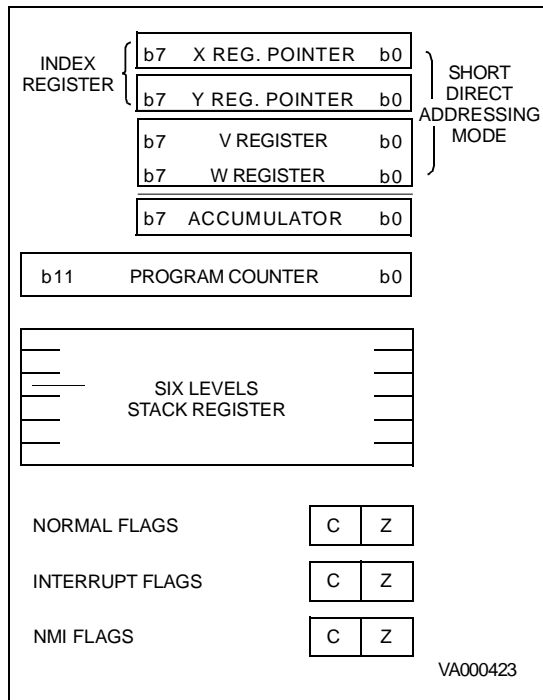 INDEX
REGISTER
b7 X REG. POINTER b0
b7 Y REG. POINTER b0
b7 V REGISTER b0
b7 W REGISTER b0
SHORT
DIRECT
ADDRESSING
MODE
b7 ACCUMULATOR b0
b11 PROGRAM COUNTER b0
SIX LEVELS
STACK REGISTER
NORMAL FLAGS C Z
INTERRUPT FLAGS C Z
NMI FLAGS C Z
VA000423